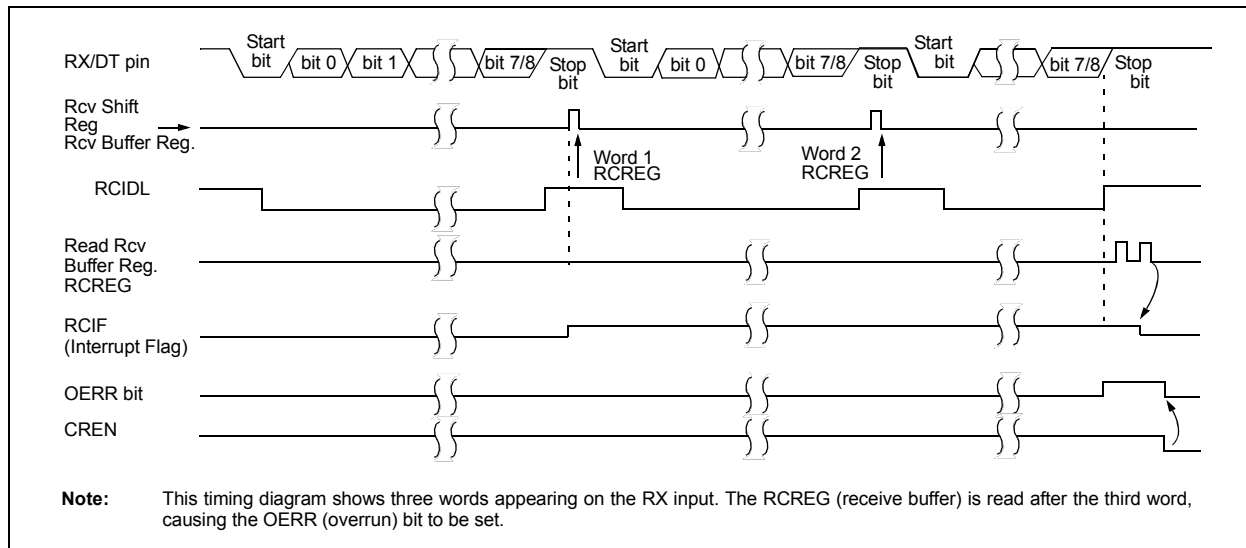 Start bit
bit 0
bit 1
bit 7/8
Stop bit
Start bit
bit 0
bit 7/8
Stop bit
Start bit
bit 7/8
Stop bit
RX/DT pin
Rcv Shift
Reg
Rcv Buffer Reg.
Word 1
RCREG
Word 2
RCREG
RCIDL
Read Rcv
Buffer Reg.
RCREG
RCIF
(Interrupt Flag)
OERR bit
CREN
Note: This timing diagram shows three words appearing on the RX input. The RCREG (receive buffer) is read after the third word,
causing the OERR (overrun) bit to be set.